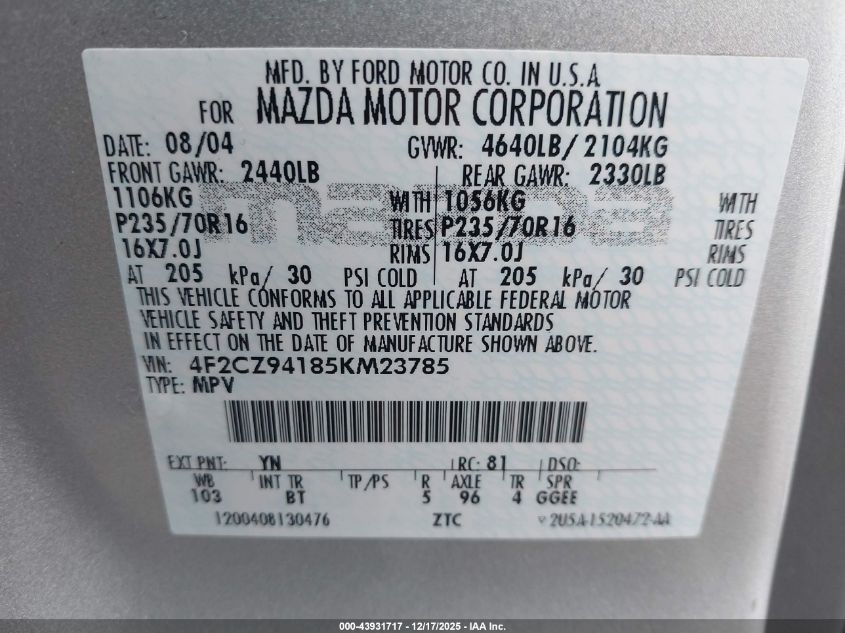 MFD. BY FORD MOTOR CO. IN U.S.A.
FOR MAZDA MOTOR CORPORATION
DATE: 08/04 GVWR: 4640LB/ 2104KG
FRONT GAWR: 2440LB REAR GAWR: 2330LB
1106KG WITH 1056KG WITH
P235/70R16 TIRES P235/70R16 TIRES
16X7.0J RIMS 16X7.0J RIMS
AT 205 kPa/ 30 PSI COLD AT 205 kPa/ 30 PSI COLD
THIS VEHICLE CONFORMS TO ALL APPLICABLE FEDERAL MOTOR
VEHICLE SAFETY AND THEFT PREVENTION STANDARDS
IN EFFECT ON THE DATE OF MANUFACTURE SHOWN ABOVE.
VIN: 4F2CZ94185KM23785
TYPE: MPV
EXT PNT: YN RC: 81 DSO:
WB INT TR TP/PS R AXLE TR SPR
103 BT 5 96 4 GGEE
1200408130476 ZTC 2U5A-1520472-AA
mazda
000-43931717 - 12/17/2025 - IAA Inc.